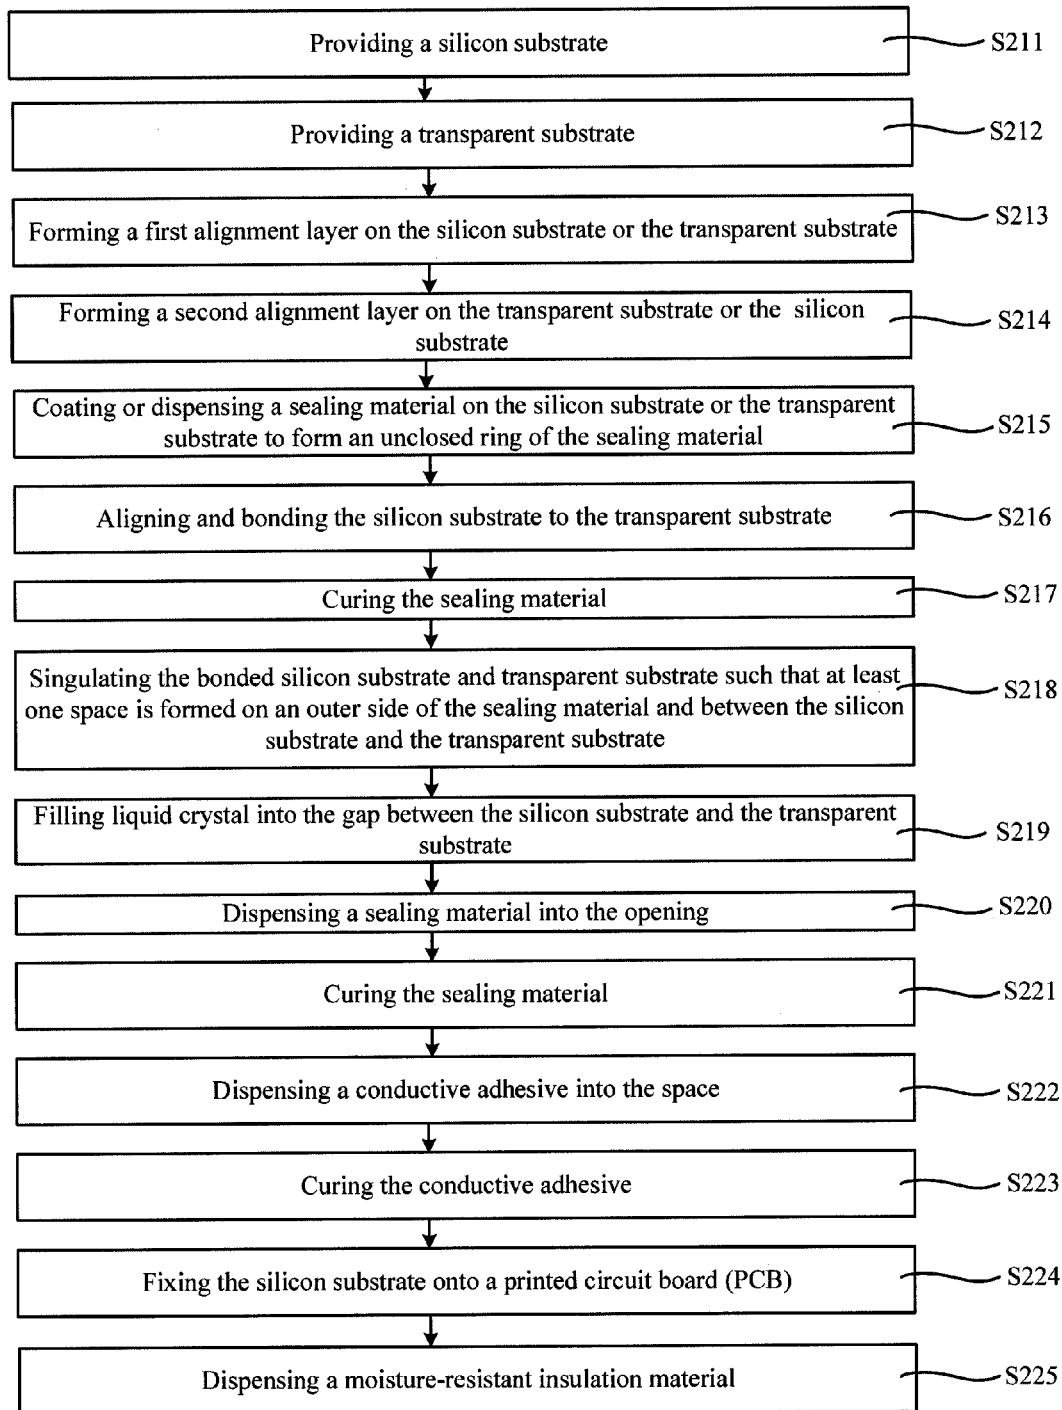 Providing a silicon substrate
S211
Providing a transparent substrate
S212
Forming a first alignment layer on the silicon substrate or the transparent substrate
S213
Forming a second alignment layer on the transparent substrate or the silicon
substrate
S214
Coating or dispensing a sealing material on the silicon substrate or the transparent
substrate to form an unclosed ring of the sealing material
S215
Aligning and bonding the silicon substrate to the transparent substrate
S216
Curing the sealing material
S217
Singulating the bonded silicon substrate and transparent substrate such that at least
one space is formed on an outer side of the sealing material and between the silicon
substrate and the transparent substrate
S218
Filling liquid crystal into the gap between the silicon substrate and the transparent
substrate
S219
Dispensing a sealing material into the opening
S220
Curing the sealing material
S221
Dispensing a conductive adhesive into the space
S222
Curing the conductive adhesive
S223
Fixing the silicon substrate onto a printed circuit board (PCB)
S224
Dispensing a moisture-resistant insulation material
S225